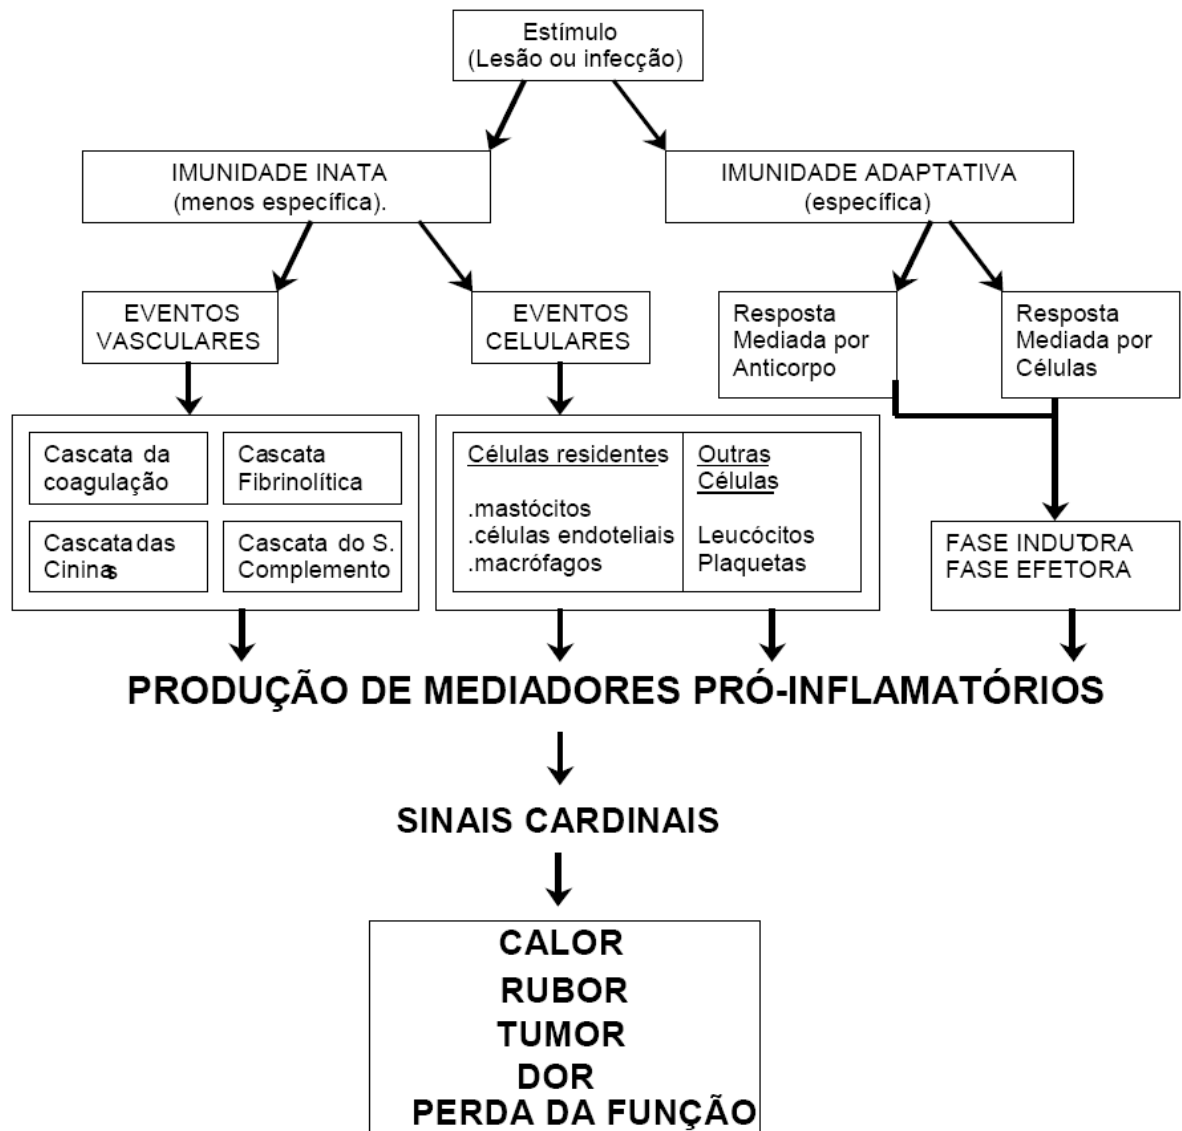 Estímulo
(Lesão ou infecção)
IMUNIDADE INATA
(menos específica).
IMUNIDADE ADAPTATIVA
(específica)
EVENTOS
VASCULARES
EVENTOS
CELULARES
Resposta
Mediada por
Anticorpo
Resposta
Mediada por
Células
Cascata da
coagulação
Cascata
Fibrinolítica
Cascata das
Cininas
Cascata do S.
Complemento
Células residentes
.mastócitos
.células endoteliais
.macrófagos
Outras
Células
Leucócitos
Plaquetas
FASE INDUTORA
FASE EFETORA
PRODUÇÃO DE MEDIADORES PRÓ-INFLAMATÓRIOS
SINAIS CARDINAIS
CALOR
RUBOR
TUMOR
DOR
PERDA DA FUNÇÃO